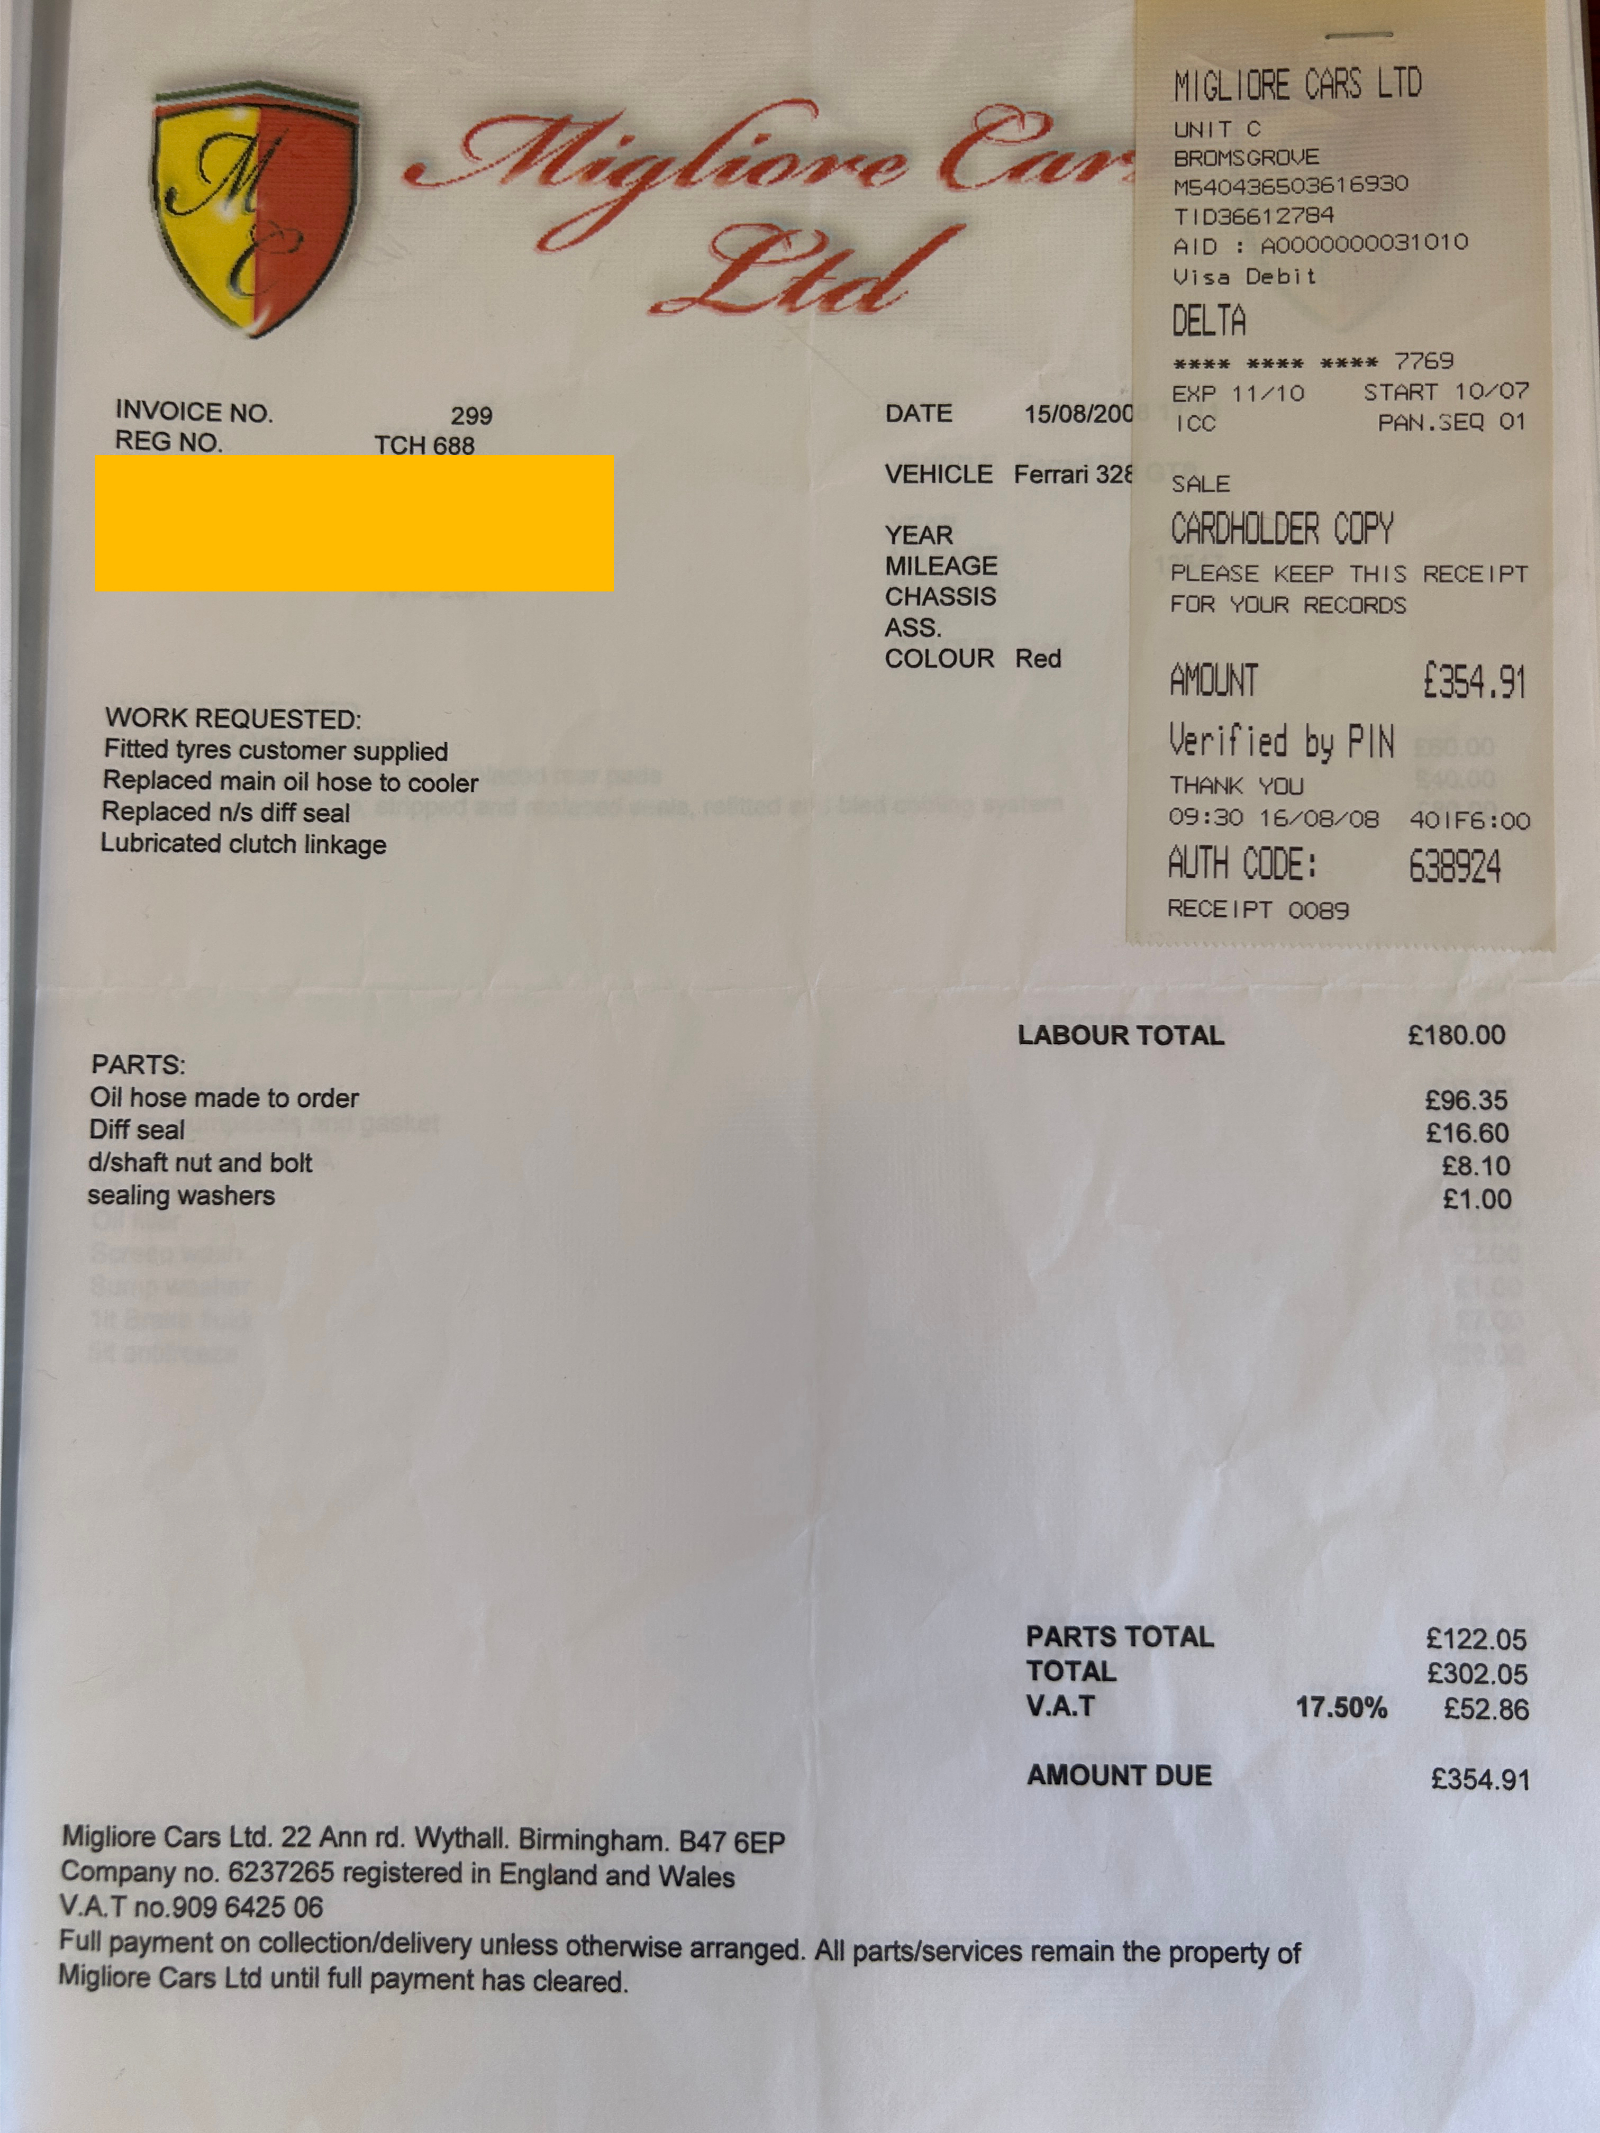 M C
Migliore Cars
Ltd
INVOICE NO. 299
REG NO. TCH 688
DATE 15/08/200
VEHICLE Ferrari 328
YEAR
MILEAGE
CHASSIS
ASS.
COLOUR Red
WORK REQUESTED:
Fitted tyres customer supplied
Replaced main oil hose to cooler
Replaced n/s diff seal
Lubricated clutch linkage
MIGLIORE CARS LTD
UNIT C
BROMSGROVE
M540436503616930
TID36612784
AID : A0000000031010
Visa Debit
DELTA
**** **** **** 7769
EXP 11/10 START 10/07
ICC PAN.SEQ 01
SALE
CARDHOLDER COPY
PLEASE KEEP THIS RECEIPT
FOR YOUR RECORDS
AMOUNT £354.91
Verified by PIN
THANK YOU
09:30 16/08/08 401F6:00
AUTH CODE: 638924
RECEIPT 0089
LABOUR TOTAL £180.00
PARTS:
Oil hose made to order £96.35
Diff seal £16.60
d/shaft nut and bolt £8.10
sealing washers £1.00
PARTS TOTAL £122.05
TOTAL £302.05
V.A.T 17.50% £52.86
AMOUNT DUE £354.91
Migliore Cars Ltd. 22 Ann rd. Wythall. Birmingham. B47 6EP
Company no. 6237265 registered in England and Wales
V.A.T no.909 6425 06
Full payment on collection/delivery unless otherwise arranged. All parts/services remain the property of
Migliore Cars Ltd until full payment has cleared.